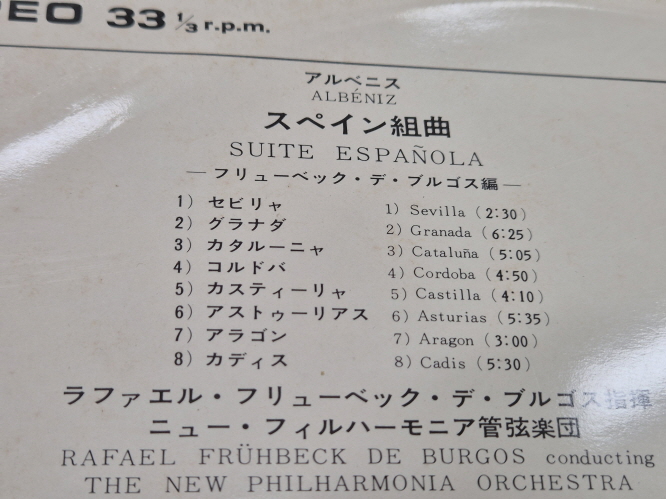 REO 33 1/3 r.p.m.
アルベニス
ALBÉNIZ
スペイン組曲
SUITE ESPAÑOLA
—フリューベック・デ・ブルゴス編—
1) セビリャ 1) Sevilla (2:30)
2) グラナダ 2) Granada (6:25)
3) カタルーニャ 3) Cataluña (5:05)
4) コルドバ 4) Cordoba (4:50)
5) カスティーリャ 5) Castilla (4:10)
6) アストゥーリアス 6) Asturias (5:35)
7) アラゴン 7) Aragon (3:00)
8) カディス 8) Cadis (5:30)
ラファエル・フリューベック・デ・ブルゴス指揮
ニュー・フィルハーモニア管弦楽団
RAFAEL FRÜHBECK DE BURGOS conducting
THE NEW PHILHARMONIA ORCHESTRA